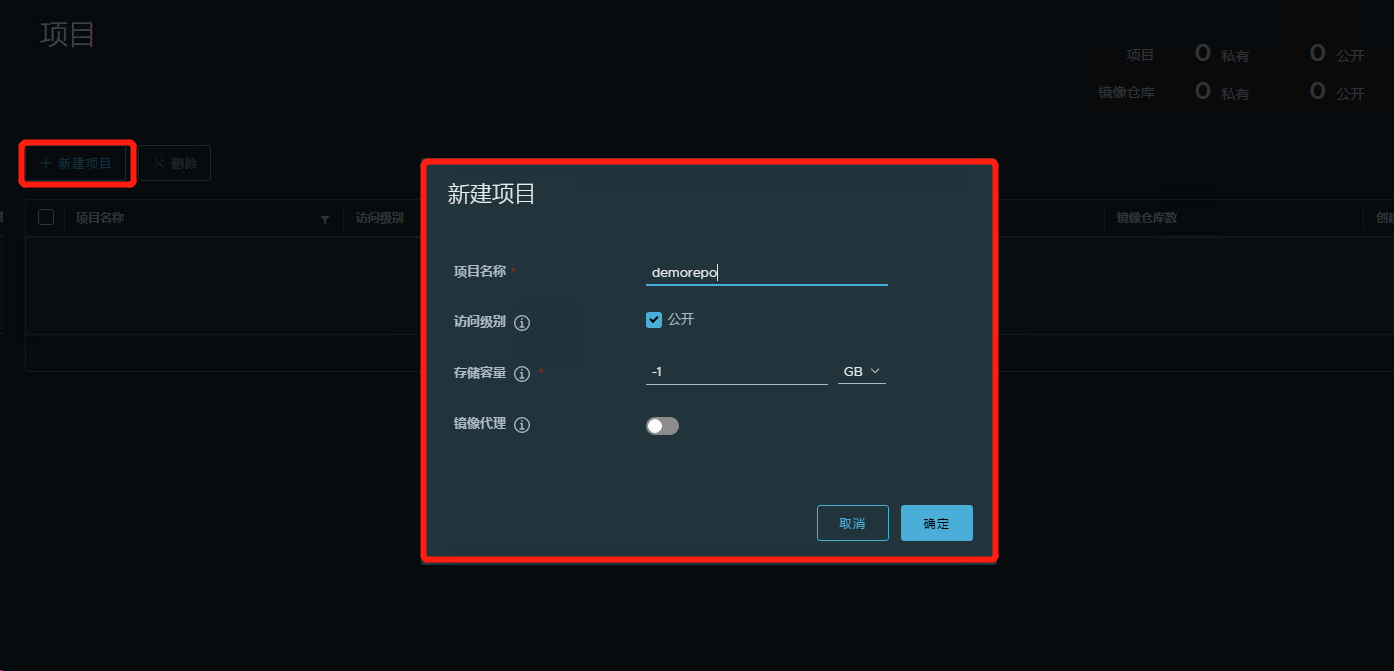 项目
项目 0 私有 0 公开
镜像仓库 0 私有 0 公开
+ 新建项目 × 删除
项目名称 访问级别 镜像仓库数
新建项目
项目名称 *
demorepo
访问级别
公开
存储容量 *
-1 GB
镜像代理
取消 确定